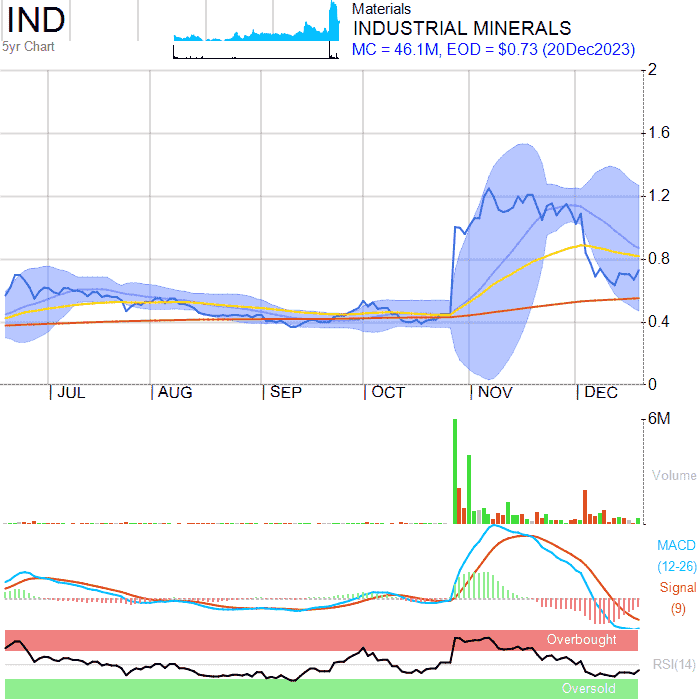 IND
5yr Chart
Materials
INDUSTRIAL MINERALS
MC = 46.1M, EOD = $0.73 (20Dec2023)
2
1.6
1.2
0.8
0.4
0
JUL AUG SEP OCT NOV DEC
6M
Volume
MACD
(12-26)
Signal
(9)
Overbought
RSI(14)
Oversold